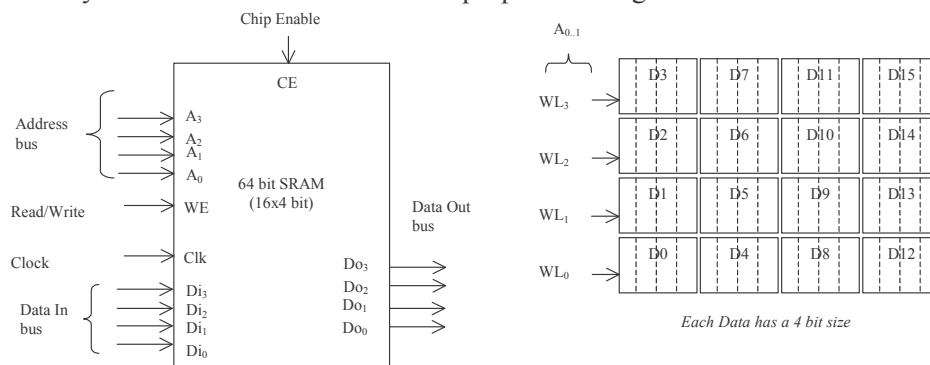 Chip Enable
CE
Address bus
A3
A2
A1
A0
64 bit SRAM
(16x4 bit)
Read/Write
WE
Data Out bus
Clock
Clk
Data In bus
Di3
Di2
Di1
Di0
Do3
Do2
Do1
Do0
A0..1
WL3
D3 D7 D11 D15
WL2
D2 D6 D10 D14
WL1
D1 D5 D9 D13
WL0
D0 D4 D8 D12
Each Data has a 4 bit size